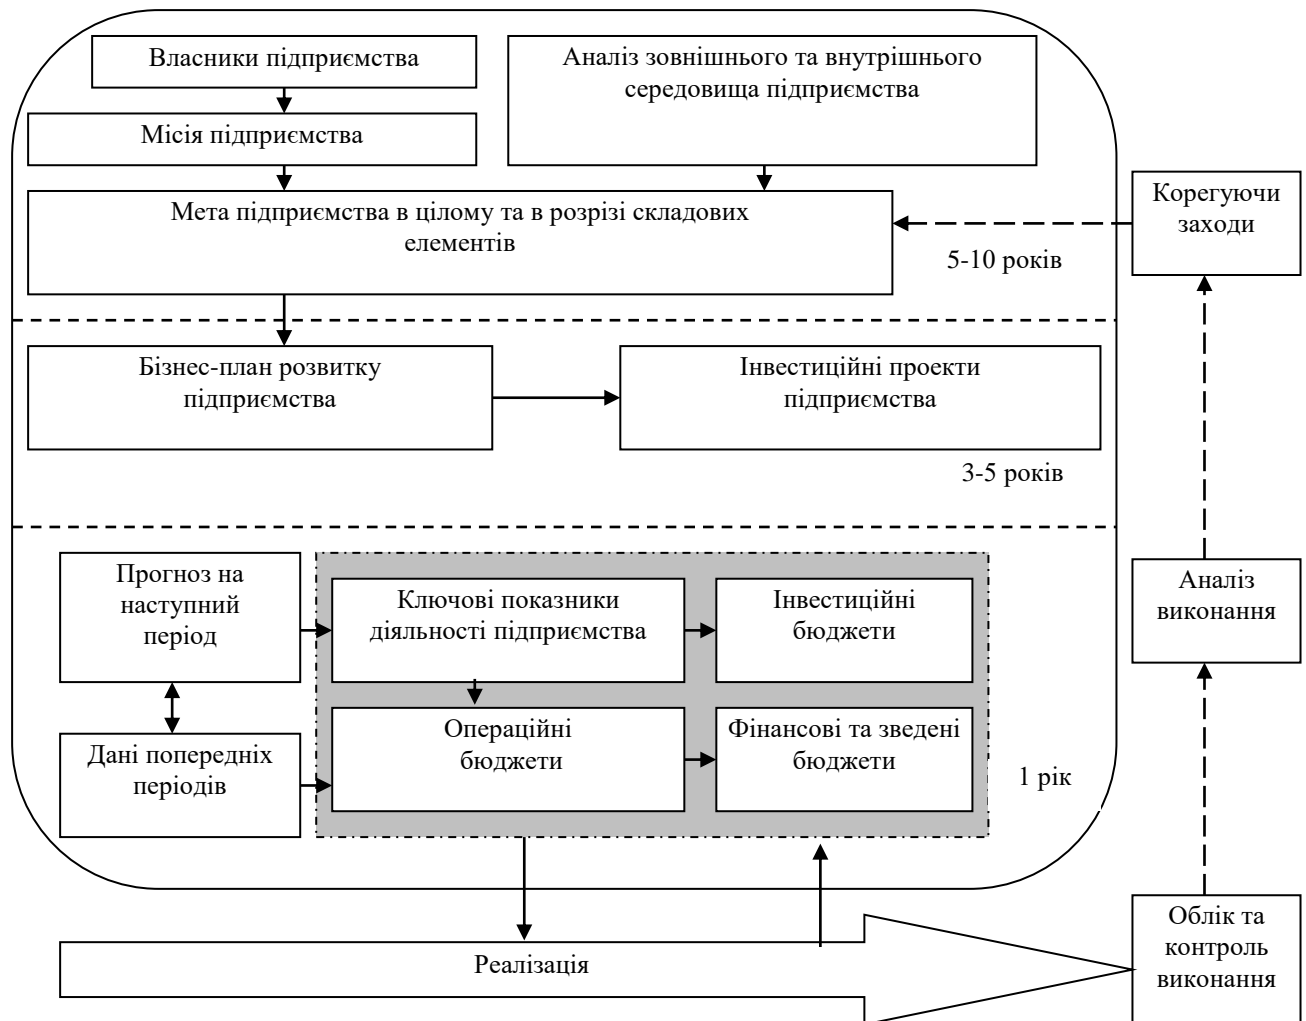 Власники підприємства
Аналіз зовнішнього та внутрішнього
середовища підприємства
Місія підприємства
Мета підприємства в цілому та в розрізі складових
елементів
Корегуючи
заходи
5-10 років
Бізнес-план розвитку
підприємства
Інвестиційні проекти
підприємства
3-5 років
Прогноз на
наступний
період
Ключові показники
діяльності підприємства
Інвестиційні
бюджети
Аналіз
виконання
Дані попередніх
періодів
Операційні
бюджети
Фінансові та зведені
бюджети
1 рік
Реалізація
Облік та
контроль
виконання